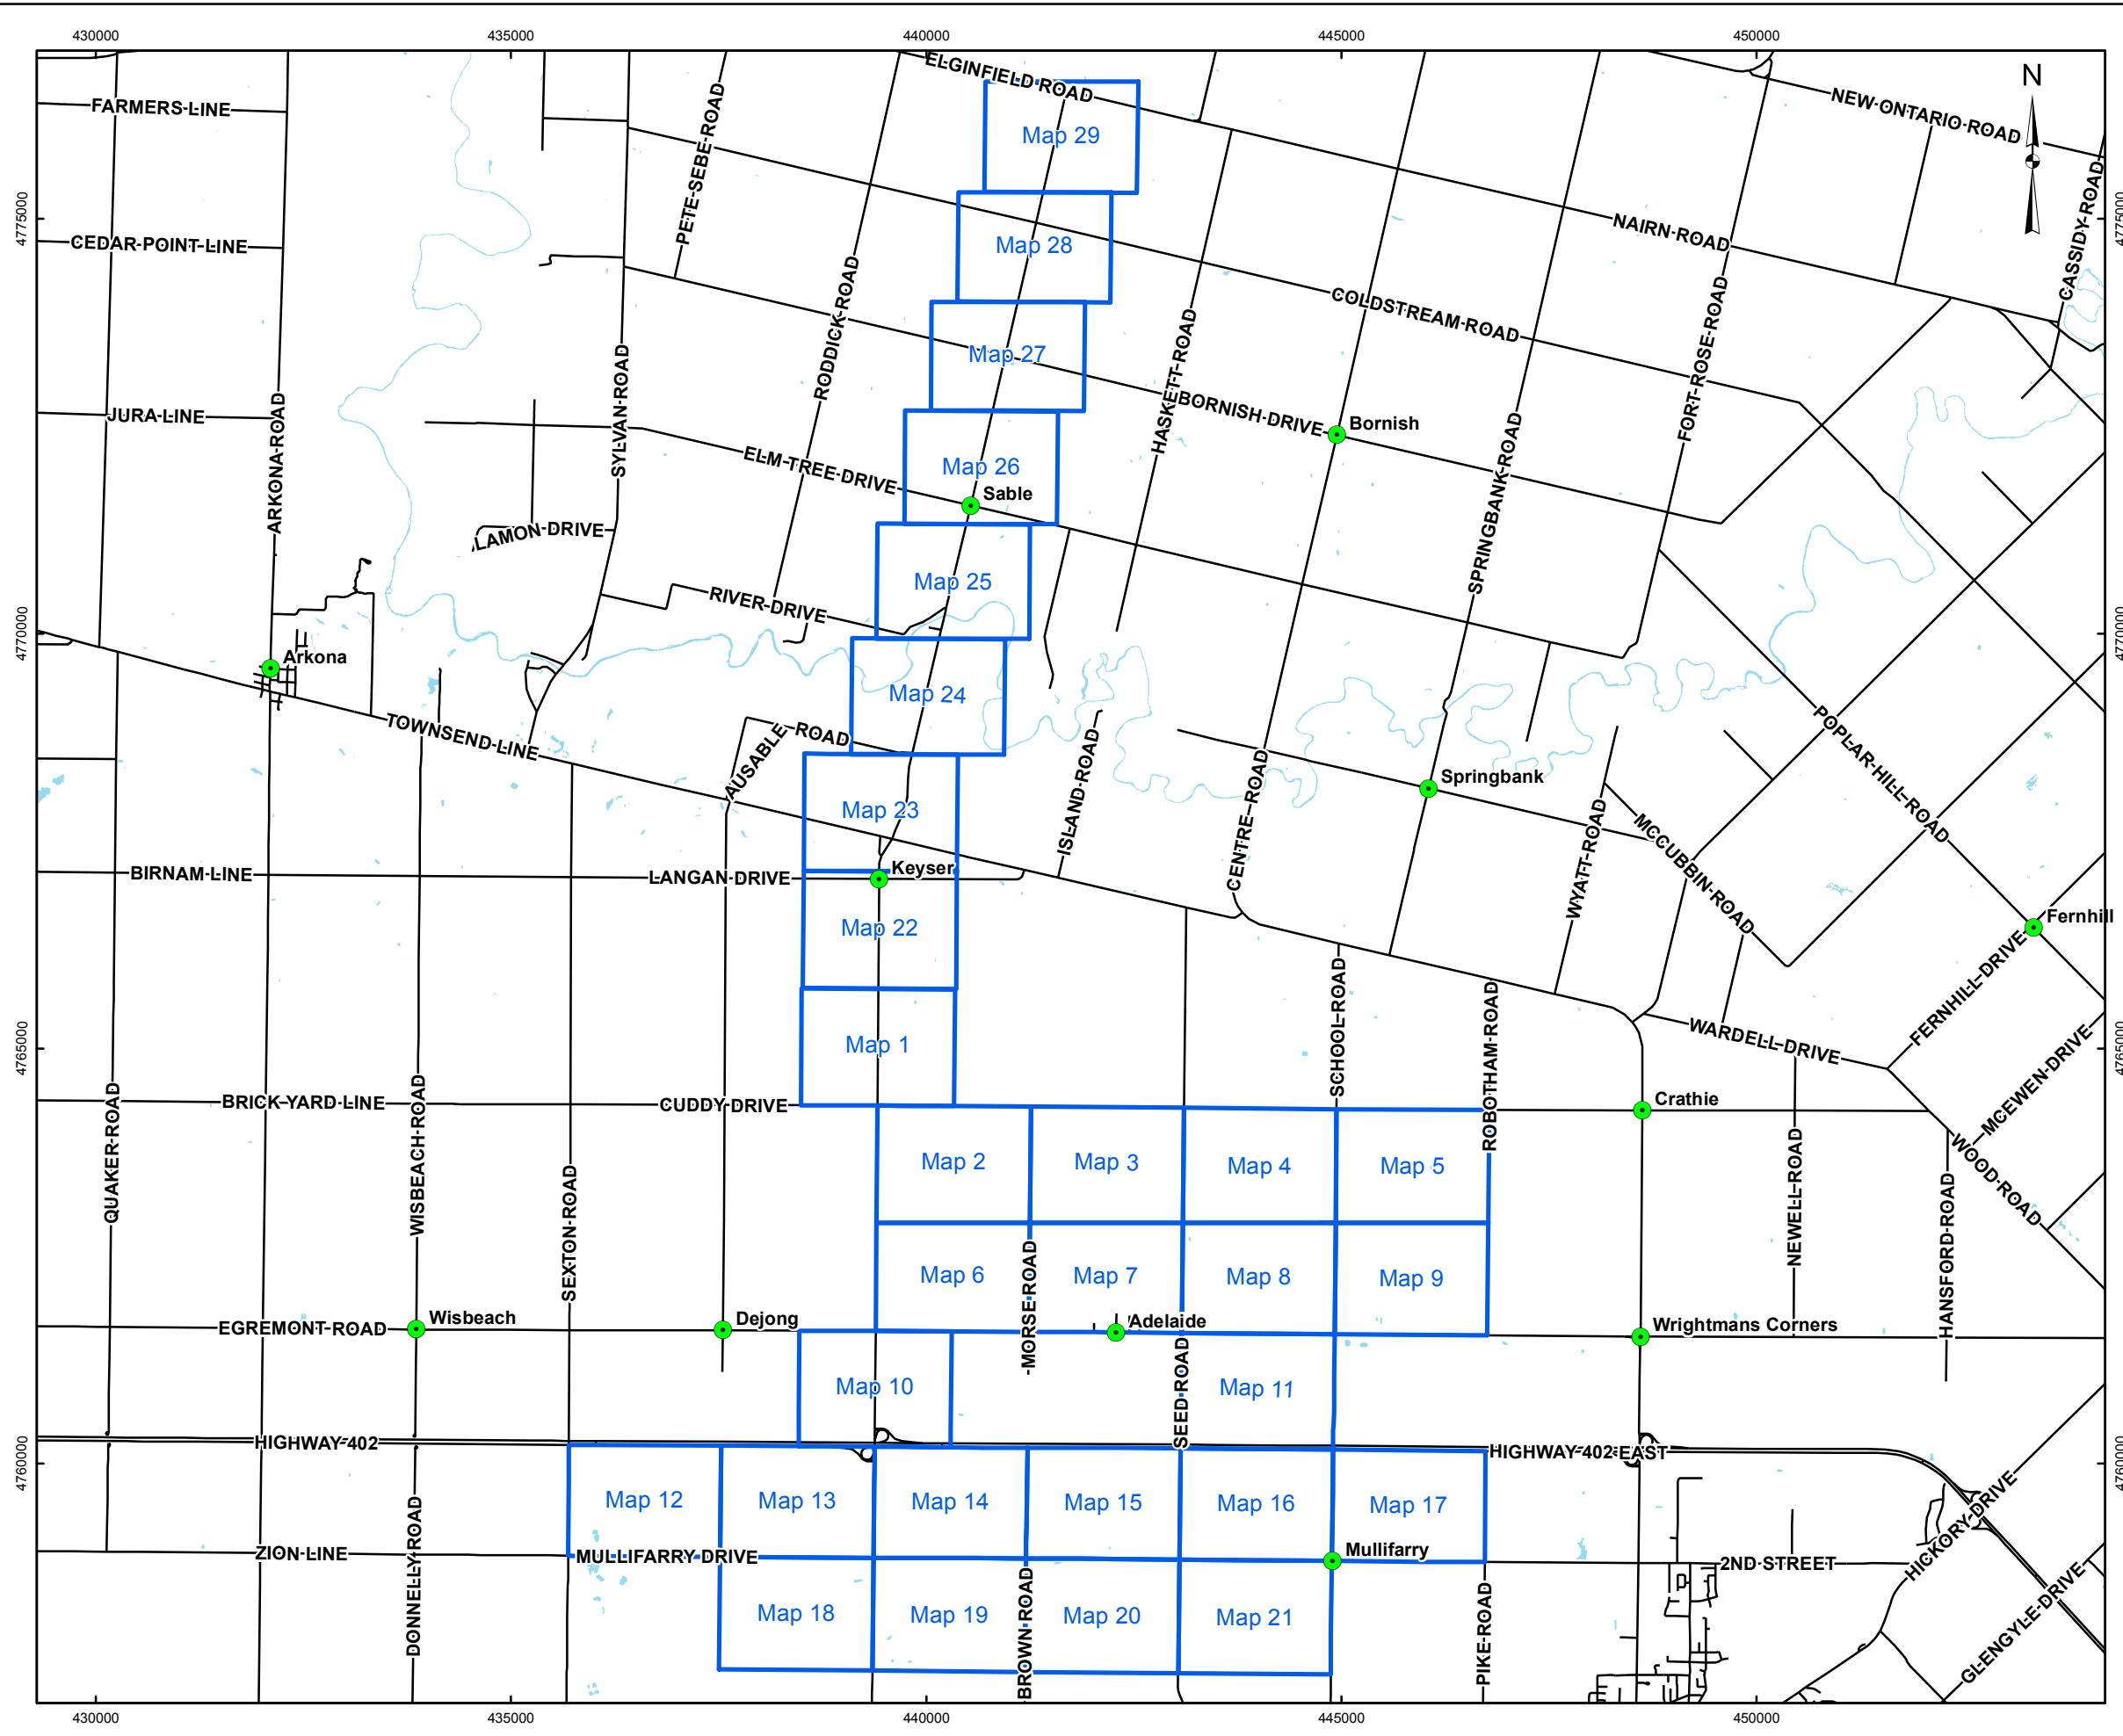 430000
435000
440000
445000
450000
N
ELGINFIELD ROAD
FARMERS LINE
NEW ONTARIO ROAD
PETE SEBE ROAD
Map 29
CASSIDY ROAD
4775000
4775000
CEDAR POINT LINE
Map 28
NAIRN ROAD
RODDICK ROAD
COLDSTREAM ROAD
FORT ROSE ROAD
Map 27
HASKETT ROAD
SYLVAN ROAD
JURA LINE
ARKONA ROAD
BORNISH DRIVE
Bornish
SPRINGBANK ROAD
ELM TREE DRIVE
Map 26
Sable
LAMON DRIVE
Map 25
RIVER DRIVE
4770000
4770000
Arkona
Map 24
TOWNSEND LINE
AUSABLE ROAD
POPLAR HILL ROAD
ISLAND ROAD
CENTRE ROAD
Springbank
Map 23
WYATT ROAD
MCCUBBIN ROAD
BIRNAM LINE
LANGAN DRIVE
Keyser
Map 22
Fernhill
FERNHILL DRIVE
SCHOOL ROAD
ROBOTHAM ROAD
4765000
4765000
Map 1
WARDELL DRIVE
MCEWEN DRIVE
QUAKER ROAD
BRICK YARD LINE
WISBEACH ROAD
CUDDY DRIVE
Crathie
Map 2
Map 3
Map 4
Map 5
WOOD ROAD
SEXTON ROAD
NEWELL ROAD
HANSFORD ROAD
Map 6
MORSE ROAD
Map 7
Map 8
Map 9
EGREMONT ROAD
Wisbeach
Dejong
Adelaide
Wrightmans Corners
Map 10
SEED ROAD
Map 11
HIGHWAY 402
HIGHWAY 402 EAST
4760000
4760000
Map 12
Map 13
Map 14
Map 15
Map 16
Map 17
HICKORY DRIVE
DONNELLY ROAD
ZION LINE
MULLIFARRY DRIVE
Mullifarry
2ND STREET
Map 18
Map 19
BROWN ROAD
Map 20
Map 21
PIKE ROAD
GLENGYLE DRIVE
430000
435000
440000
445000
450000